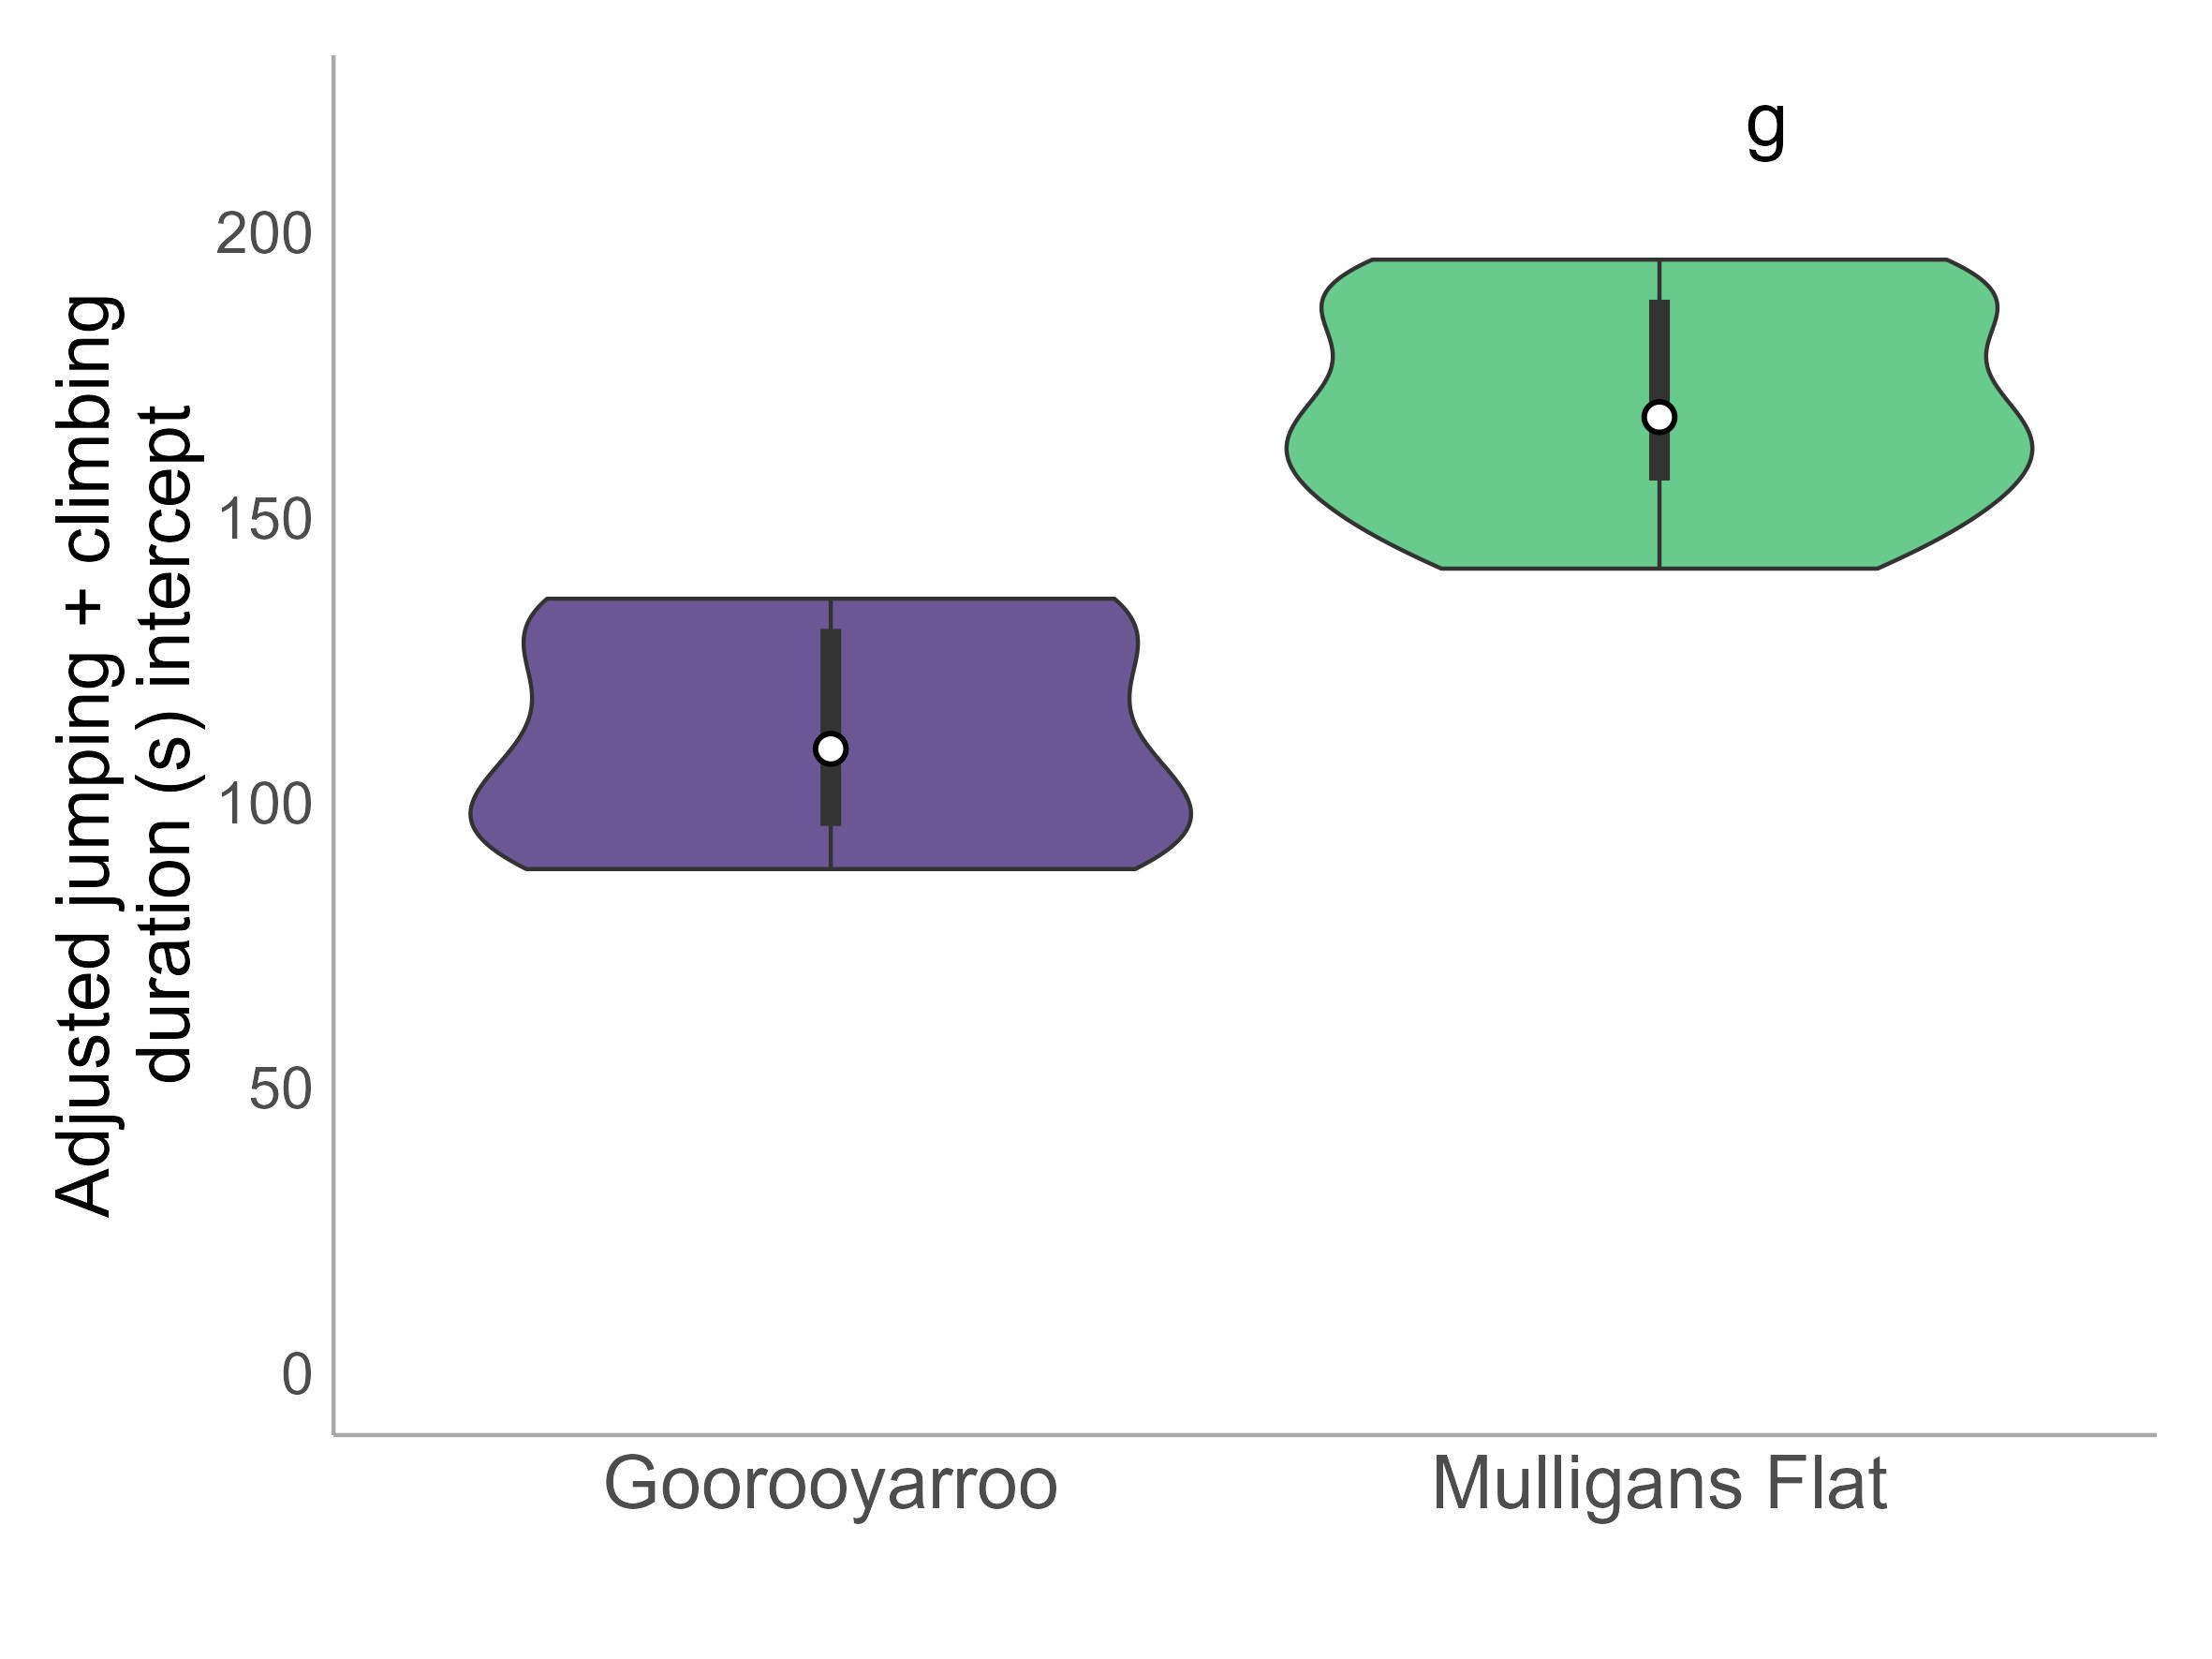 g
Adjusted jumping + climbing
duration (s) intercept
200
150
100
50
0
Goorooyarroo
Mulligans Flat